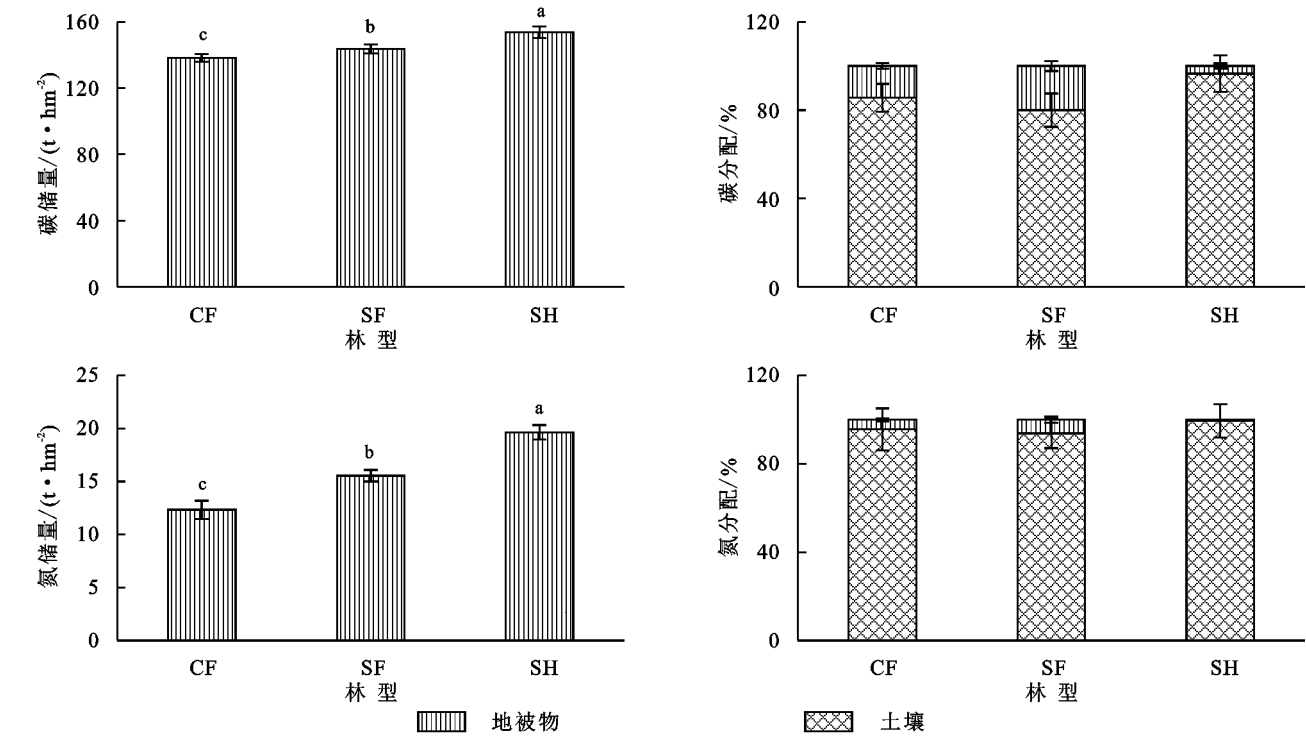 碳储量/(t·hm⁻²)
160
120
80
40
0
c
b
a
CF
SF
SH
林 型
碳分配/%
120
80
40
0
CF
SF
SH
林 型
氮储量/(t·hm⁻²)
25
20
15
10
5
0
c
b
a
CF
SF
SH
林 型
氮分配/%
120
80
40
0
CF
SF
SH
林 型
地被物
土壤